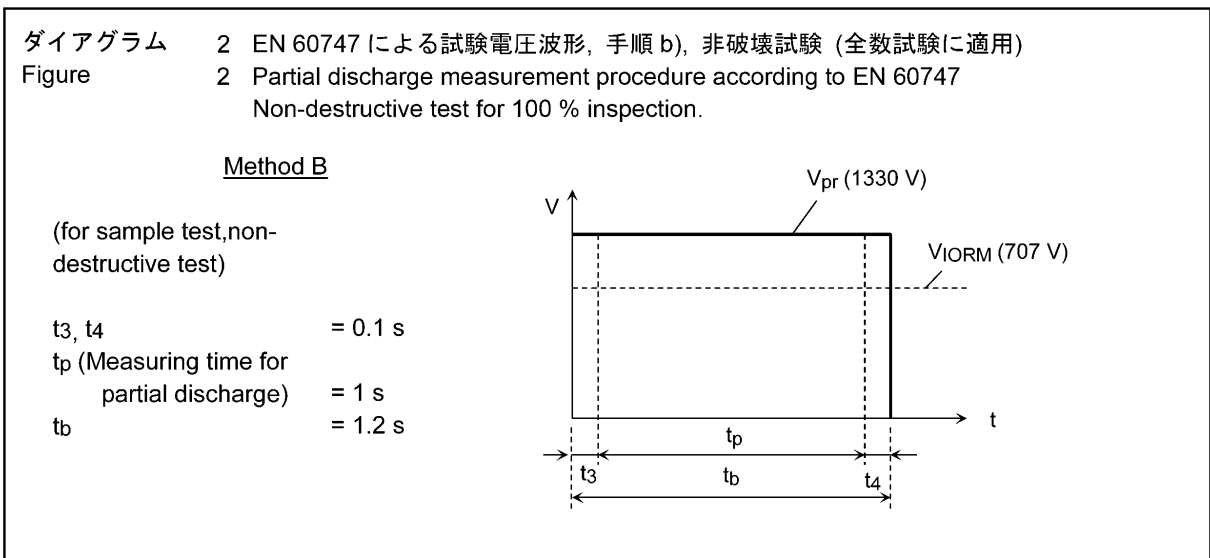 ダイアグラム 2 EN 60747 による試験電圧波形, 手順 b), 非破壊試験 (全数試験に適用)
Figure 2 Partial discharge measurement procedure according to EN 60747
Non-destructive test for 100 % inspection.
Method B
(for sample test,non-
destructive test)
t3, t4 = 0.1 s
tp (Measuring time for
partial discharge) = 1 s
tb = 1.2 s
Vpr (1330 V)
V
VIORM (707 V)
t
tp
t3 tb t4